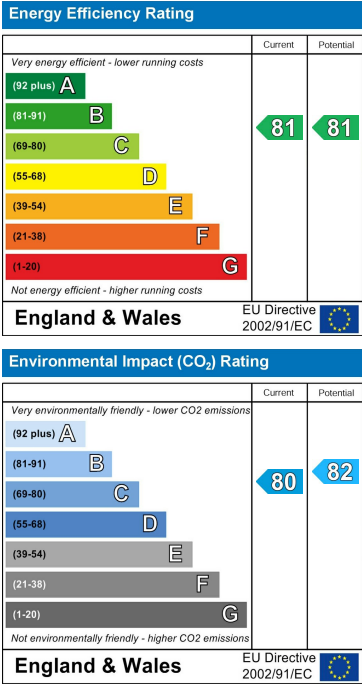 Energy Efficiency Rating
Current Potential
Very energy efficient - lower running costs
(92 plus) A
(81-91) B
(69-80) C
(55-68) D
(39-54) E
(21-38) F
(1-20) G
81 81
Not energy efficient - higher running costs
England & Wales
EU Directive
2002/91/EC
Environmental Impact (CO₂) Rating
Current Potential
Very environmentally friendly - lower CO2 emissions
(92 plus) A
(81-91) B
(69-80) C
(55-68) D
(39-54) E
(21-38) F
(1-20) G
80 82
Not environmentally friendly - higher CO2 emissions
England & Wales
EU Directive
2002/91/EC